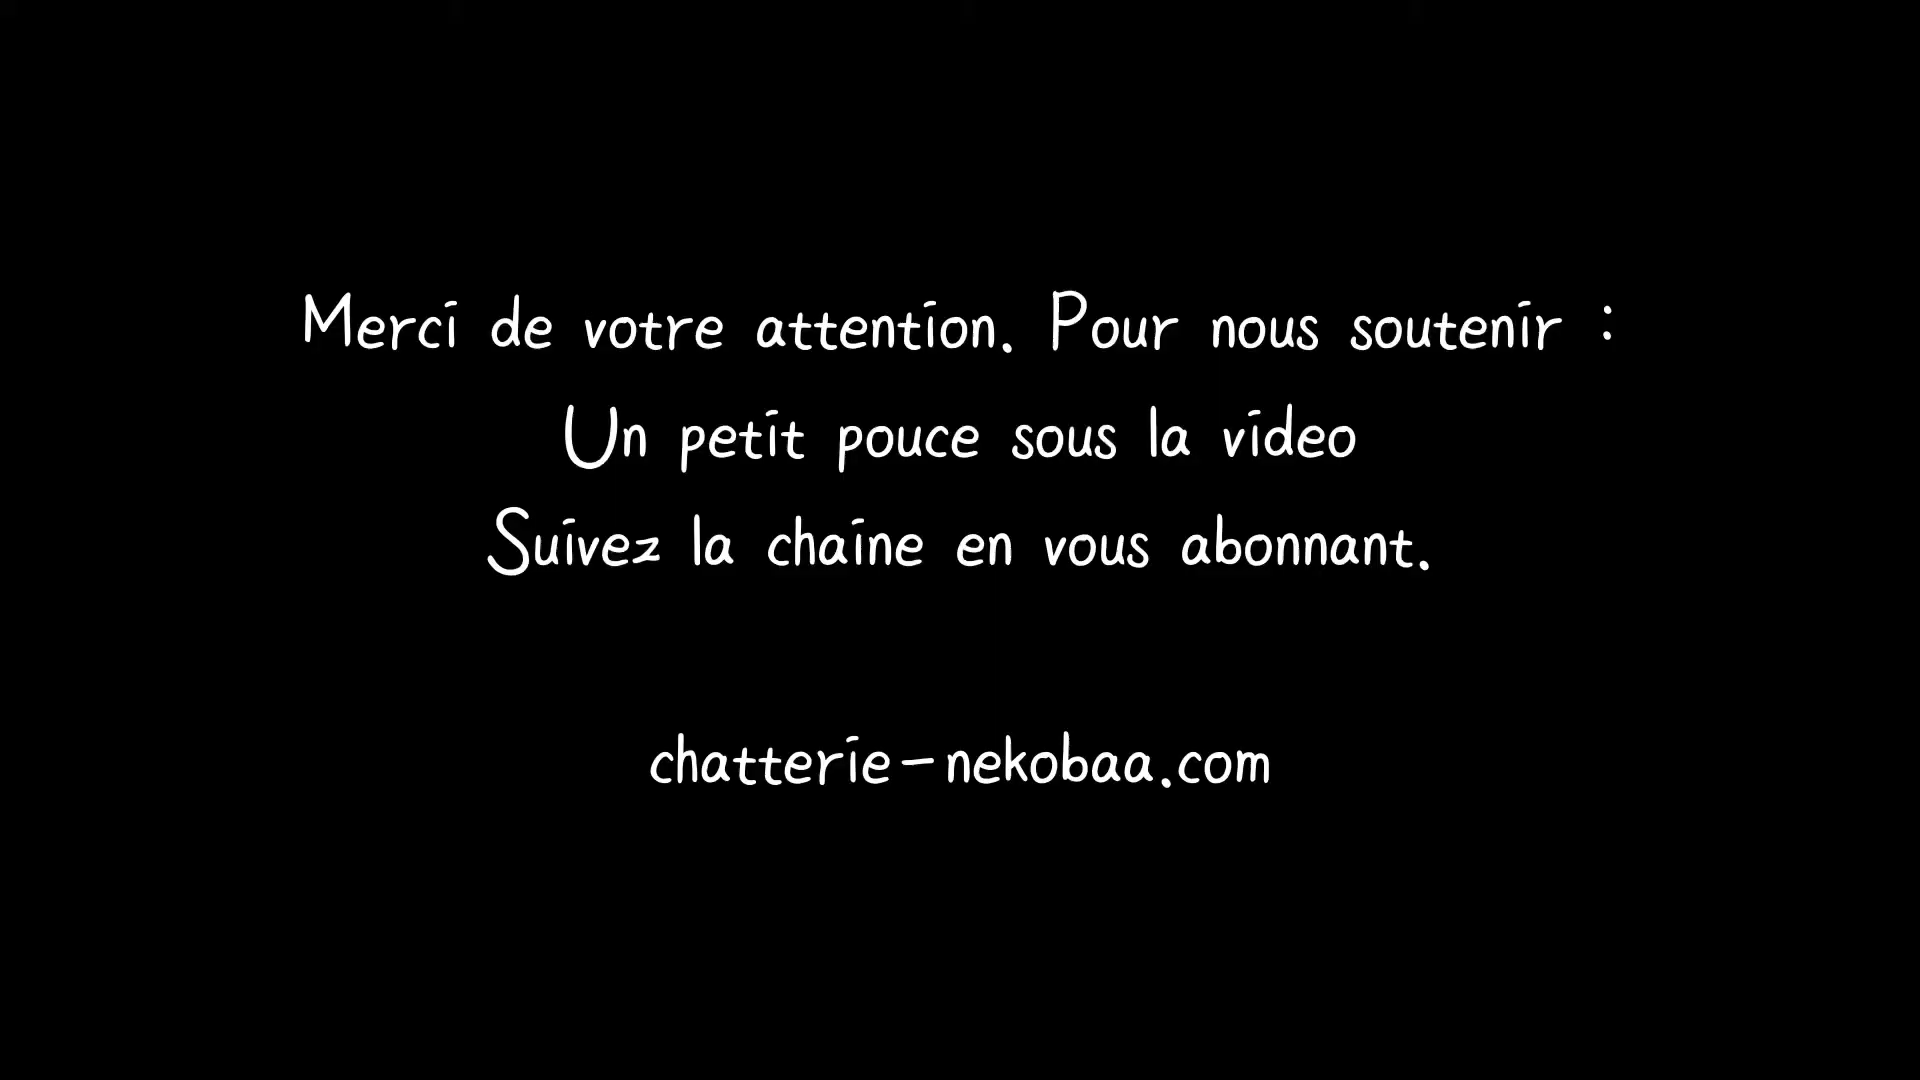 Merci de votre attention. Pour nous soutenir :
Un petit pouce sous la video
Suivez la chaine en vous abonnant.
chatterie-nekobaa.com